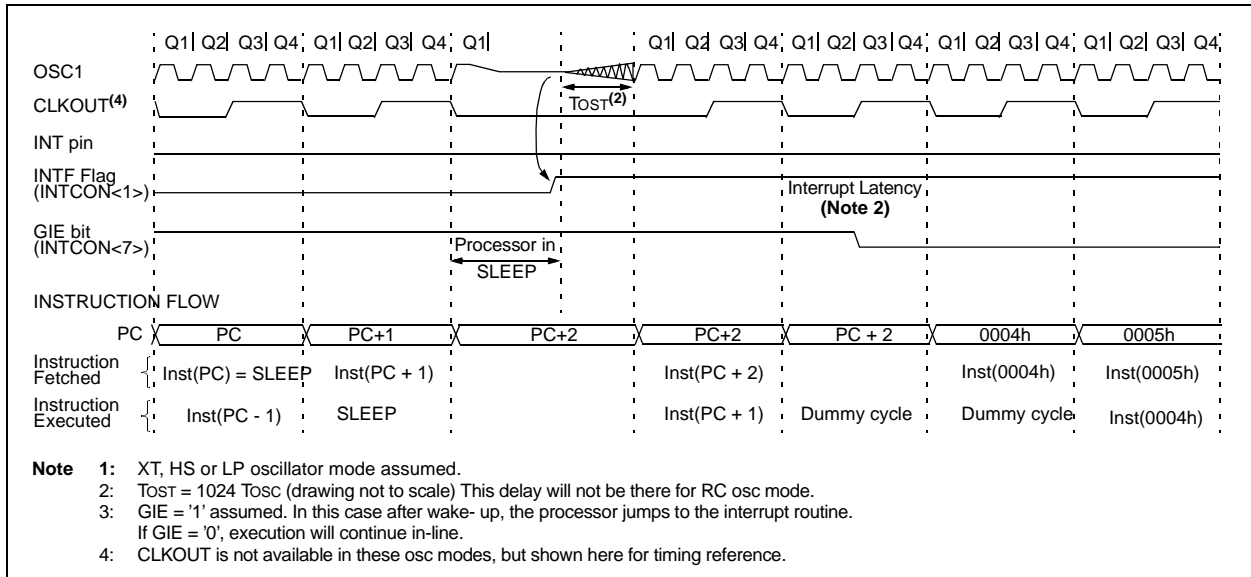 Q1| Q2| Q3| Q4 Q1| Q2| Q3| Q4 Q1| Q1| Q2| Q3| Q4 Q1| Q2| Q3| Q4 Q1| Q2| Q3| Q4 Q1| Q2| Q3| Q4
OSC1
CLKOUT(4)
TOST(2)
INT pin
INTF Flag
(INTCON<1>)
Interrupt Latency
(Note 2)
GIE bit
(INTCON<7>)
Processor in
SLEEP
INSTRUCTION FLOW
PC PC PC+1 PC+2 PC+2 PC + 2 0004h 0005h
Instruction
Fetched
Inst(PC) = SLEEP Inst(PC + 1) Inst(PC + 2) Inst(0004h) Inst(0005h)
Instruction
Executed
Inst(PC - 1) SLEEP Inst(PC + 1) Dummy cycle Dummy cycle Inst(0004h)
Note 1: XT, HS or LP oscillator mode assumed.
2: TOST = 1024 TOSC (drawing not to scale) This delay will not be there for RC osc mode.
3: GIE = '1' assumed. In this case after wake- up, the processor jumps to the interrupt routine.
If GIE = '0', execution will continue in-line.
4: CLKOUT is not available in these osc modes, but shown here for timing reference.